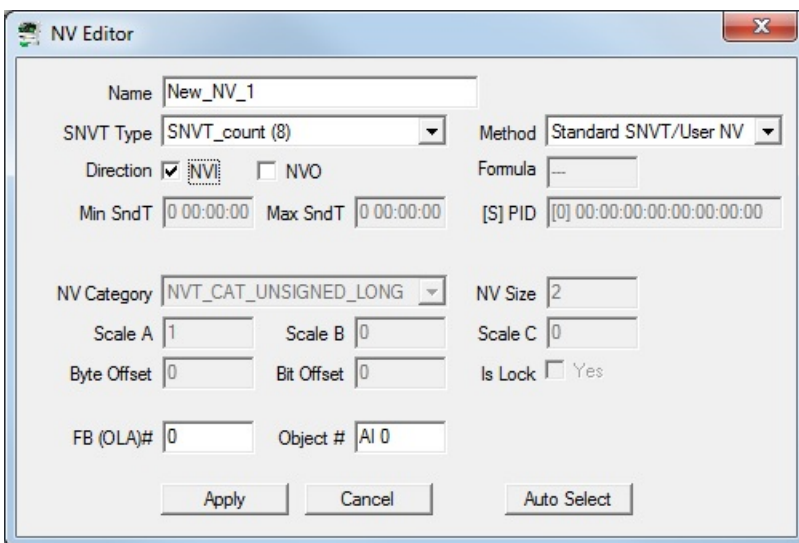 NV Editor
Name New_NV_1
SNVT Type SNVT_count (8) Method Standard SNVT/User NV
Direction NVI NVO Formula ---
Min SndT 0 00:00:00 Max SndT 0 00:00:00 [S] PID [0] 00:00:00:00:00:00:00:00
NV Category NVT_CAT_UNSIGNED_LONG NV Size 2
Scale A 1 Scale B 0 Scale C 0
Byte Offset 0 Bit Offset 0 Is Lock Yes
FB (OLA)# 0 Object # AI 0
Apply Cancel Auto Select